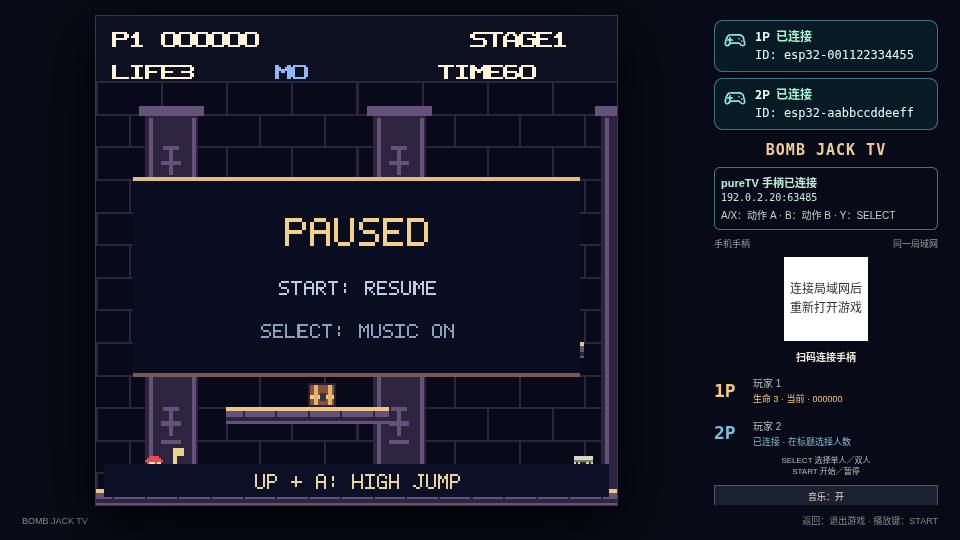 P1 000000
STAGE1
LIFE3
M0
TIME60
PAUSED
START: RESUME
SELECT: MUSIC ON
UP + A: HIGH JUMP
1P 已连接
ID: esp32-001122334455
2P 已连接
ID: esp32-aabbccddeeff
BOMB JACK TV
pureTV 手柄已连接
192.0.2.20:63485
A/X: 动作 A · B: 动作 B · Y: SELECT
手机手柄
同一局域网
连接局域网后
重新打开游戏
扫码连接手柄
1P
玩家 1
生命 3 · 当前 · 000000
2P
玩家 2
已连接 · 在标题选择人数
SELECT 选择单人／双人
START 开始／暂停
音乐: 开
BOMB JACK TV
返回: 退出游戏 · 播放键: START